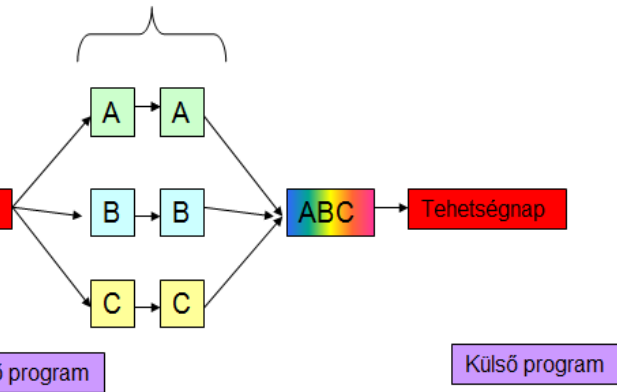 A A
B B
ABC
Tehetségnap
C C
ő program
Külső program